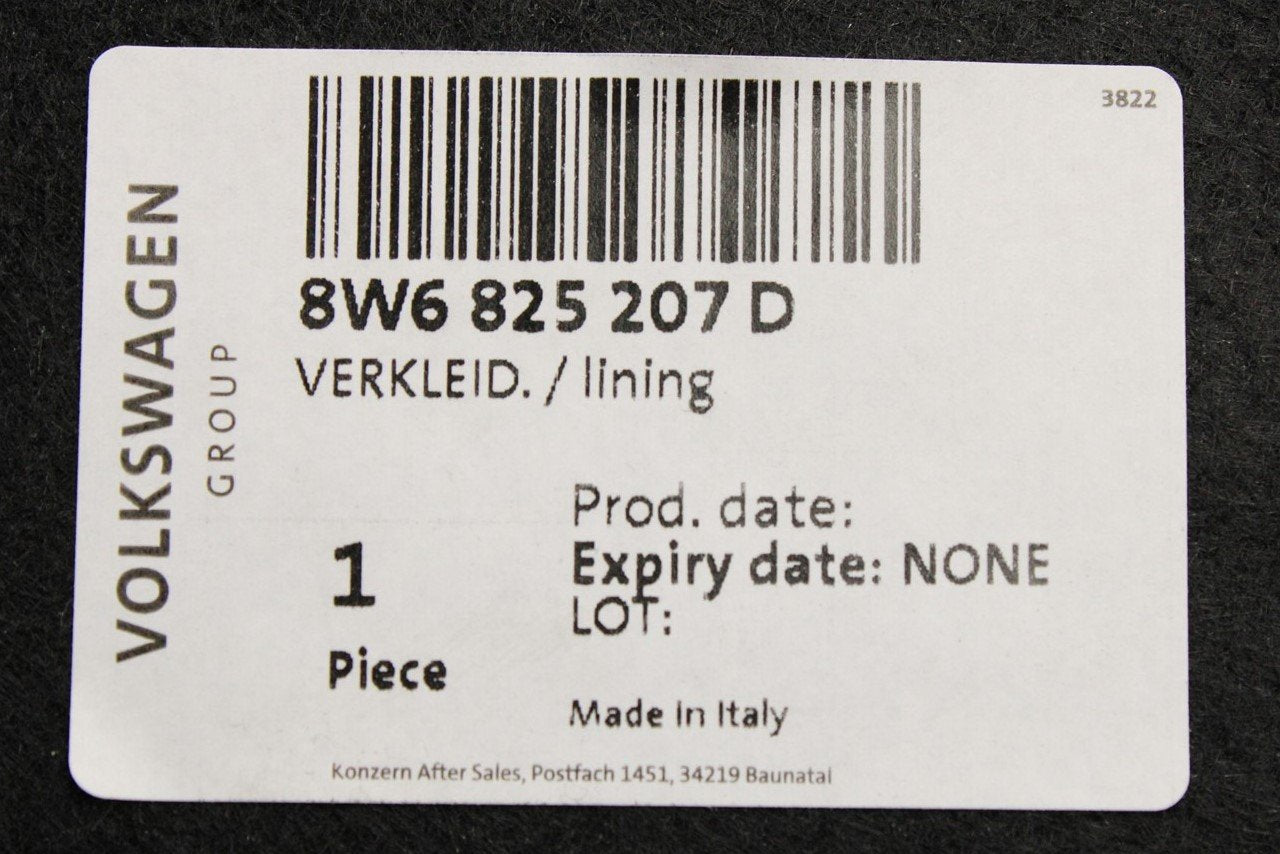 3822
VOLKSWAGEN
GROUP
8W6 825 207 D
VERKLEID. / lining
Prod. date:
Expiry date: NONE
LOT:
1
Piece
Made in Italy
Konzern After Sales, Postfach 1451, 34219 Baunatal